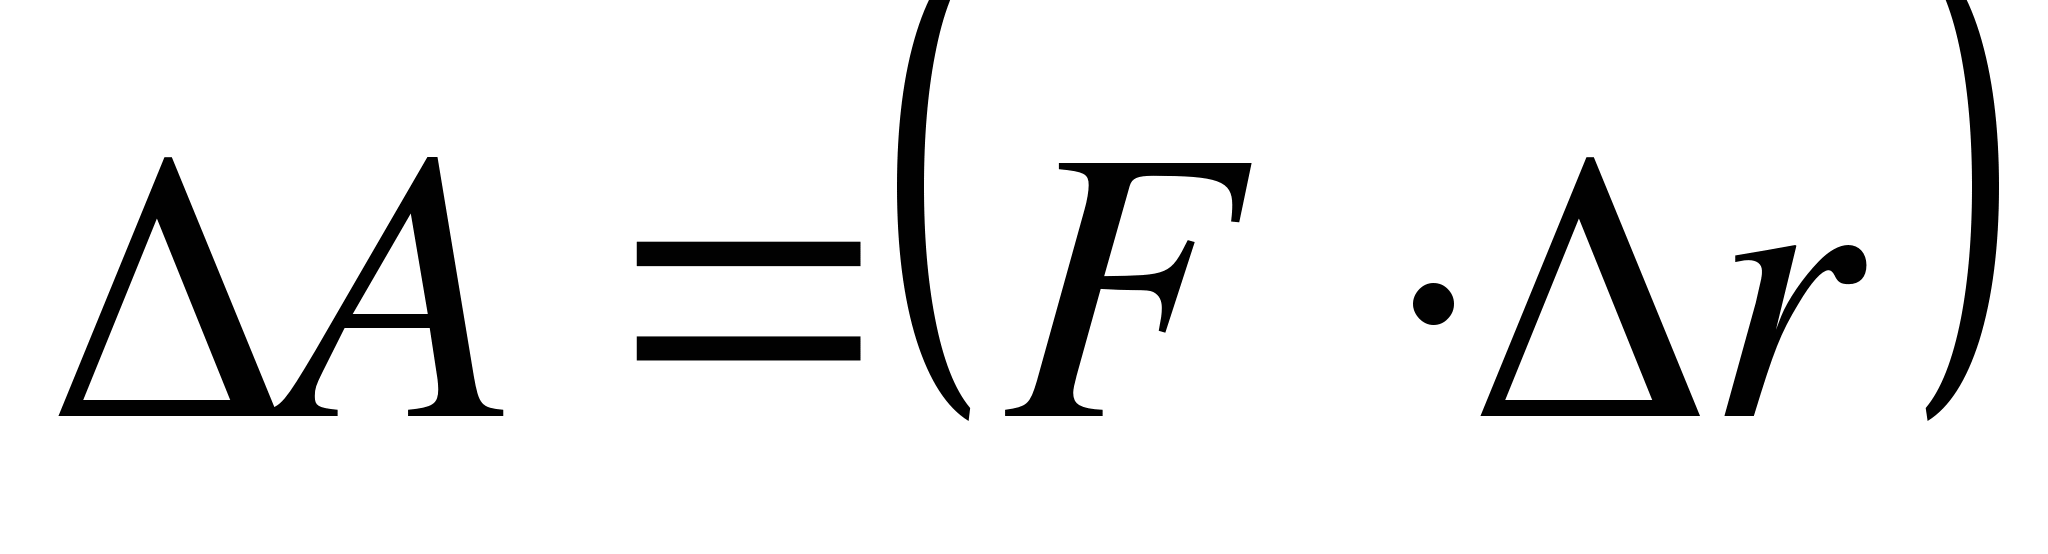 ΔA = (F · Δr)